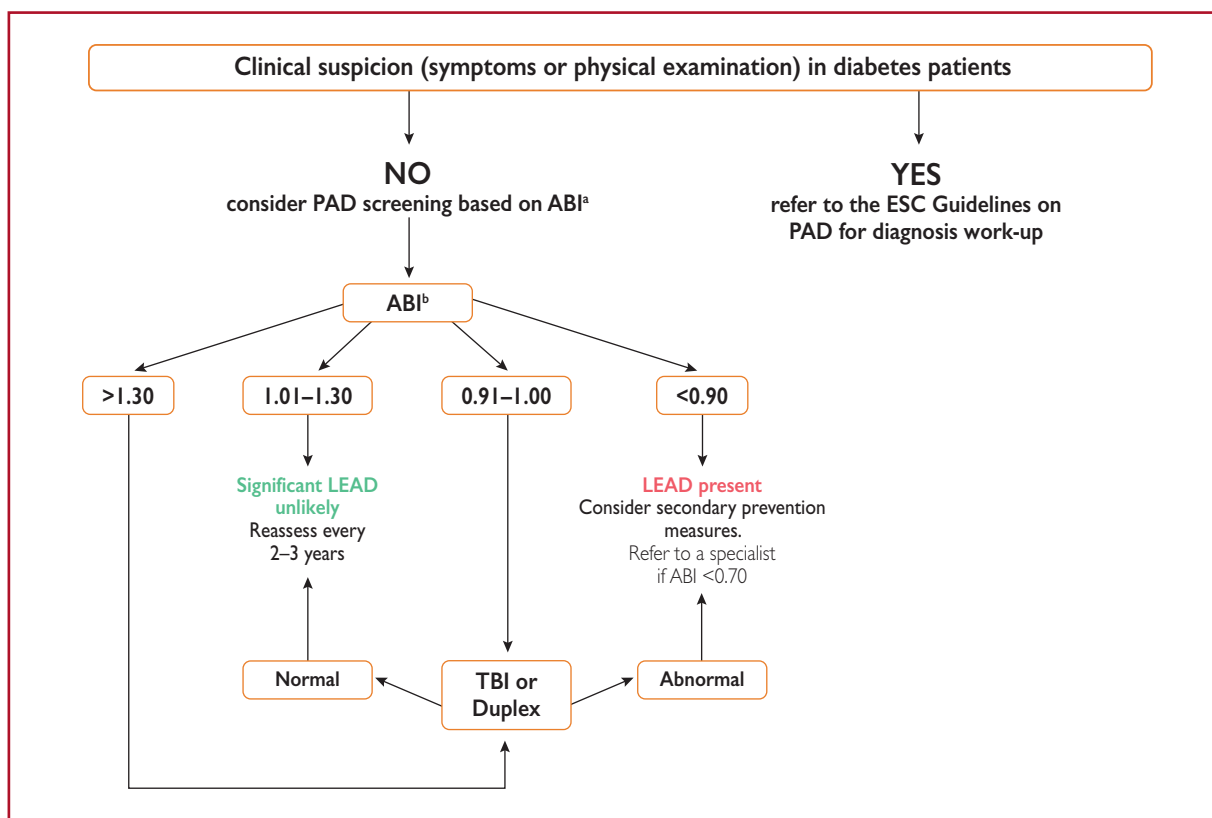 Clinical suspicion (symptoms or physical examination) in diabetes patients
NO
consider PAD screening based on ABIᵃ
YES
refer to the ESC Guidelines on
PAD for diagnosis work-up
ABIᵇ
>1.30
1.01–1.30
0.91–1.00
<0.90
Significant LEAD
unlikely
Reassess every
2–3 years
LEAD present
Consider secondary prevention
measures.
Refer to a specialist
if ABI <0.70
Normal
TBI or
Duplex
Abnormal